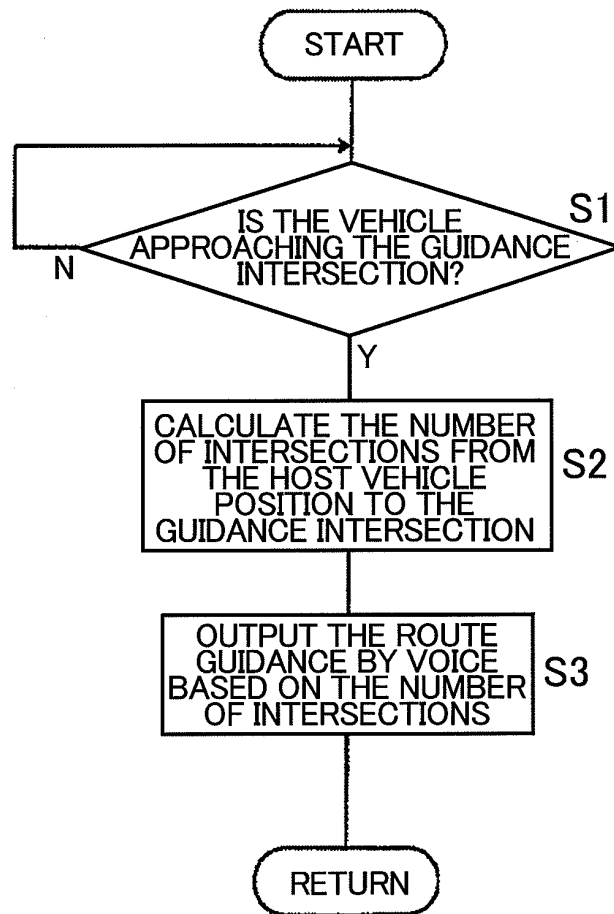 START
IS THE VEHICLE
APPROACHING THE GUIDANCE
INTERSECTION?
S1
N
Y
CALCULATE THE NUMBER
OF INTERSECTIONS FROM
THE HOST VEHICLE
POSITION TO THE
GUIDANCE INTERSECTION
S2
OUTPUT THE ROUTE
GUIDANCE BY VOICE
BASED ON THE NUMBER
OF INTERSECTIONS
S3
RETURN